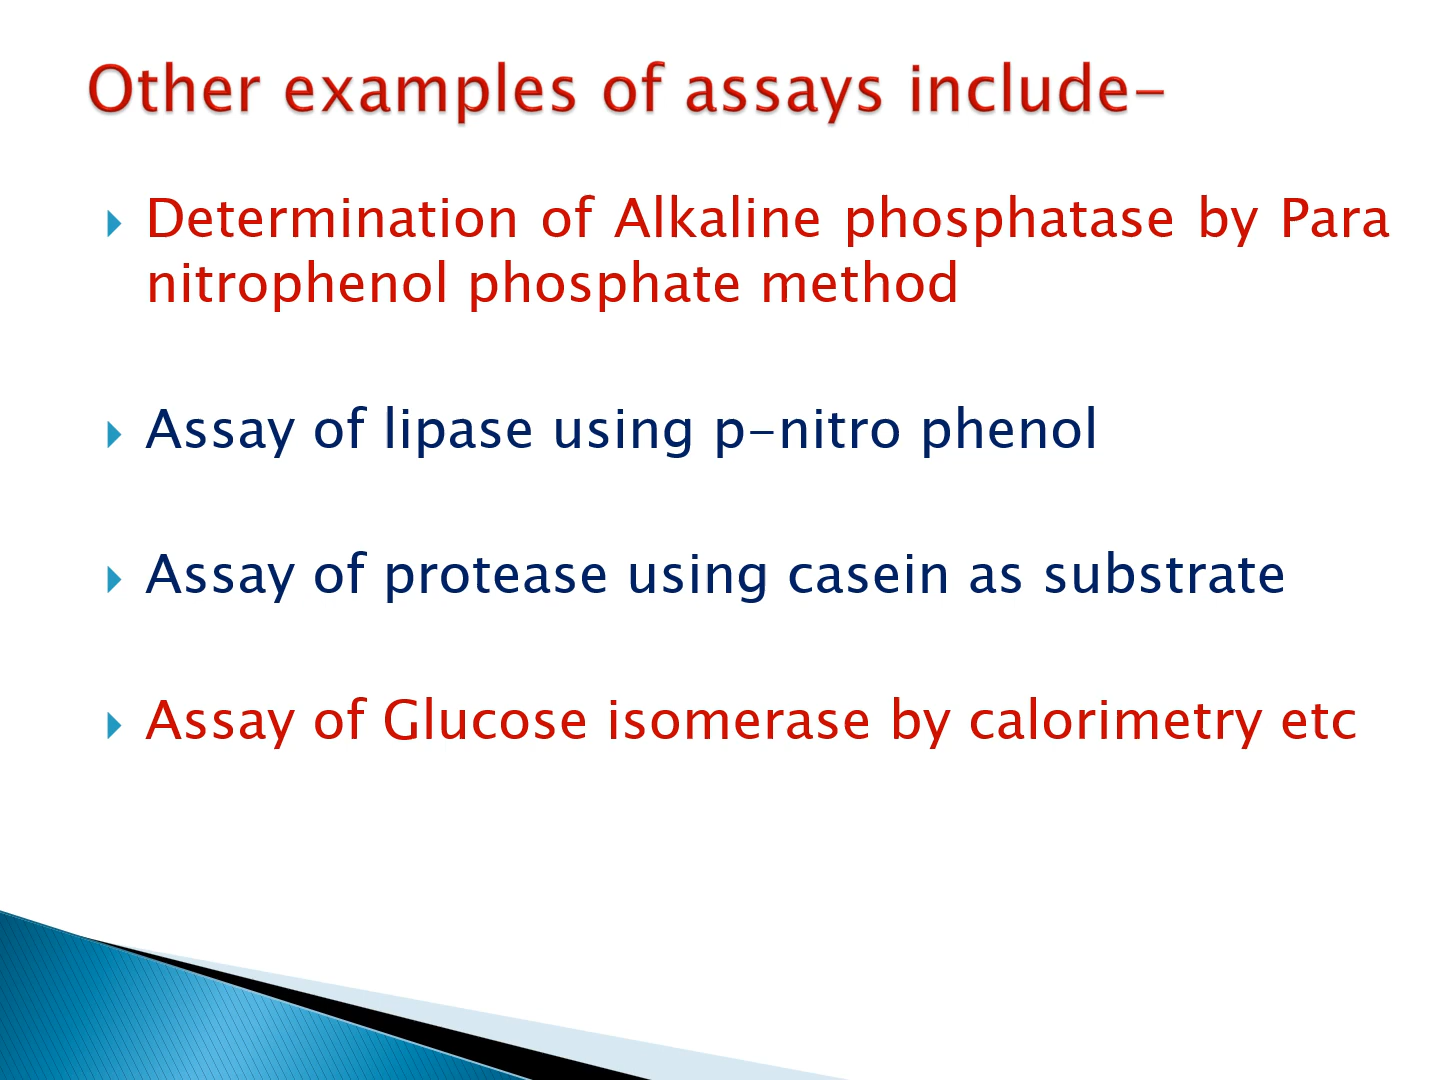 Other examples of assays include-
Determination of Alkaline phosphatase by Para
nitrophenol phosphate method
Assay of lipase using p-nitro phenol
Assay of protease using casein as substrate
Assay of Glucose isomerase by calorimetry etc